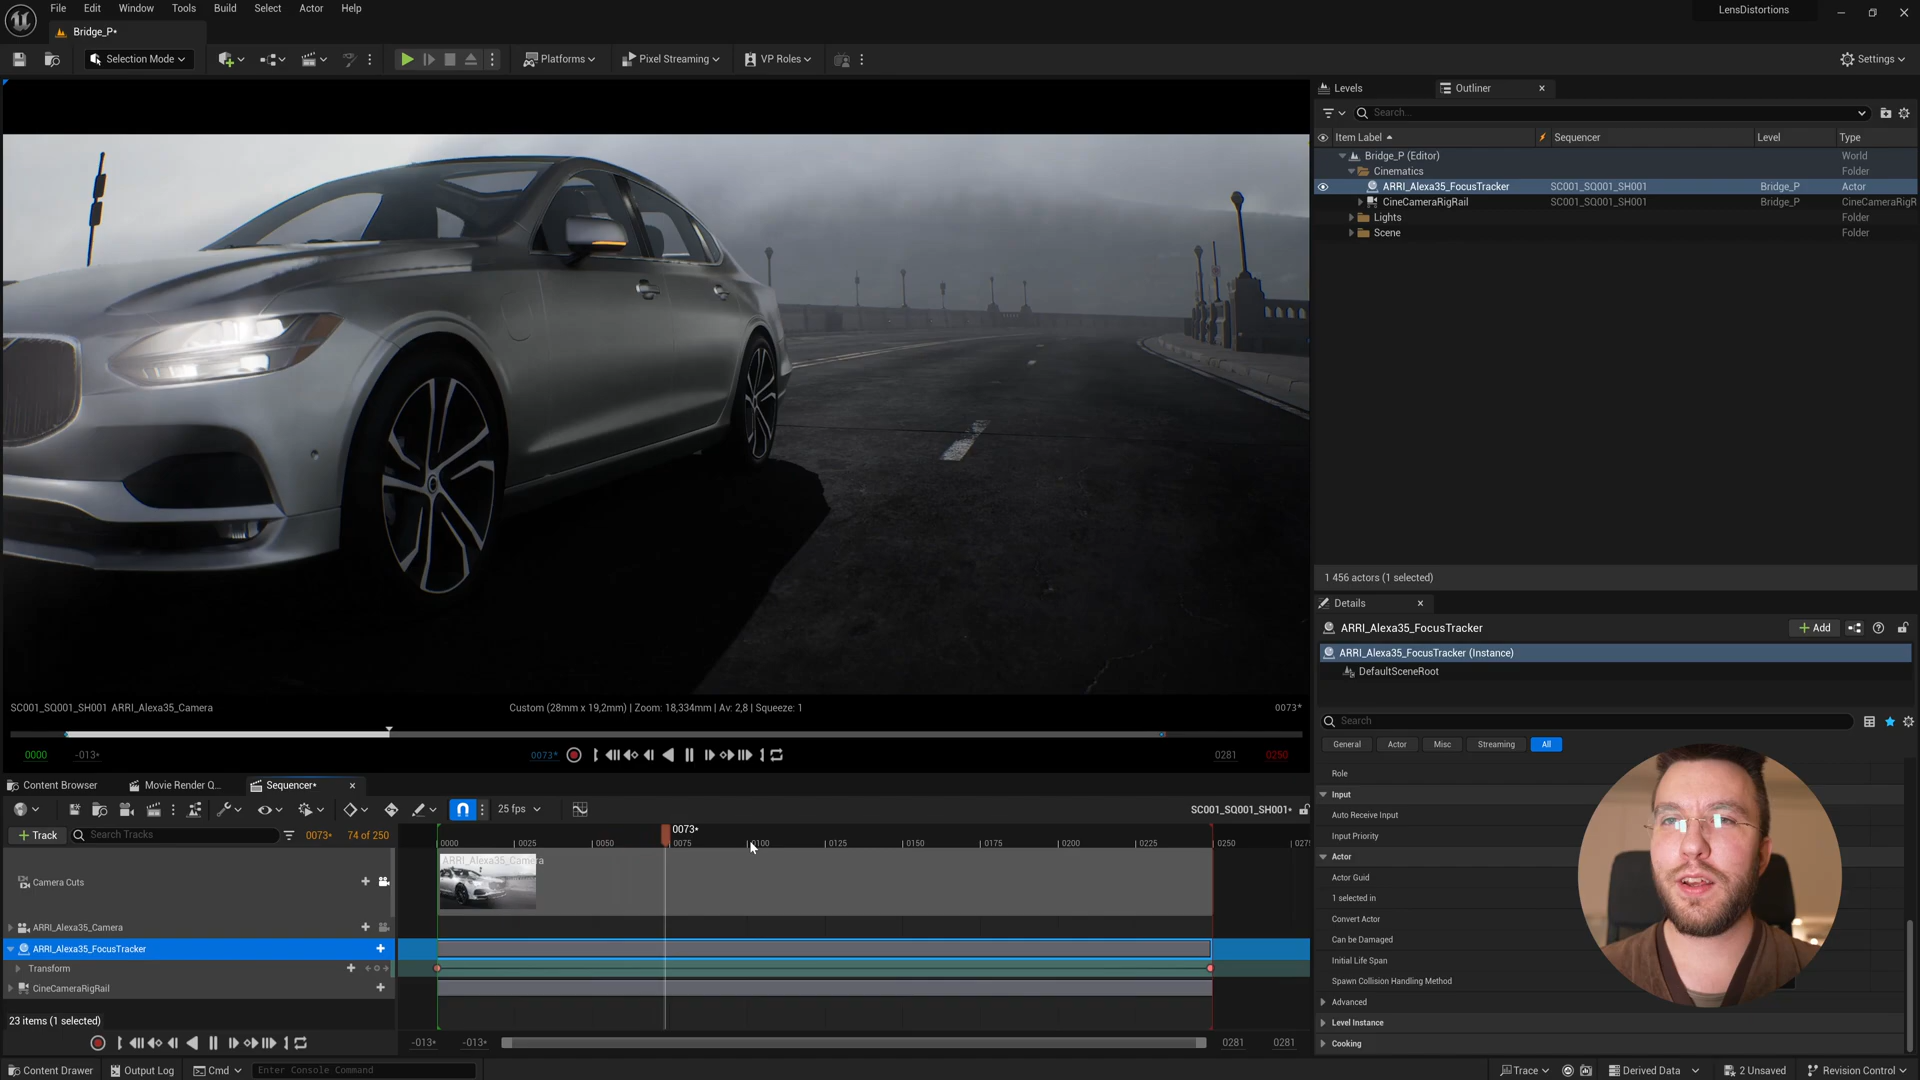 File Edit Window Tools Build Select Actor Help
LensDistortions
Bridge_P*
Selection Mode
Platforms
Pixel Streaming
VP Roles
Settings
Levels
Outliner
Search...
Item Label
Sequencer
Level
Type
Bridge_P (Editor)
World
Cinematics
Folder
ARRI_Alexa35_FocusTracker
SC001_SQ001_SH001
Bridge_P
Actor
CineCameraRigRail
SC001_SQ001_SH001
Bridge_P
CineCameraRigR
Lights
Folder
Scene
Folder
1 456 actors (1 selected)
Details
ARRI_Alexa35_FocusTracker
Add
ARRI_Alexa35_FocusTracker (Instance)
DefaultSceneRoot
Search
General
Actor
Misc
Streaming
All
Role
Input
Auto Receive Input
Input Priority
Actor
Actor Guid
1 selected in
Convert Actor
Can be Damaged
Initial Life Span
Spawn Collision Handling Method
Advanced
Level Instance
Cooking
SC001_SQ001_SH001 ARRI_Alexa35_Camera
Custom (28mm x 19,2mm) | Zoom: 18,334mm | Av: 2,8 | Squeeze: 1
0073*
0000
-013*
0073*
0281
0250
Content Browser
Movie Render Q...
Sequencer*
25 fps
SC001_SQ001_SH001*
Track
Search Tracks
0073*
74 of 250
0073*
0000
0025
0050
0075
0100
0125
0150
0175
0200
0225
0250
0275
Camera Cuts
ARRI_Alexa35_Camera
ARRI_Alexa35_Camera
ARRI_Alexa35_FocusTracker
Transform
CineCameraRigRail
23 items (1 selected)
-013*
-013*
0281
0281
Content Drawer
Output Log
Cmd
Enter Console Command
Trace
Derived Data
2 Unsaved
Revision Control